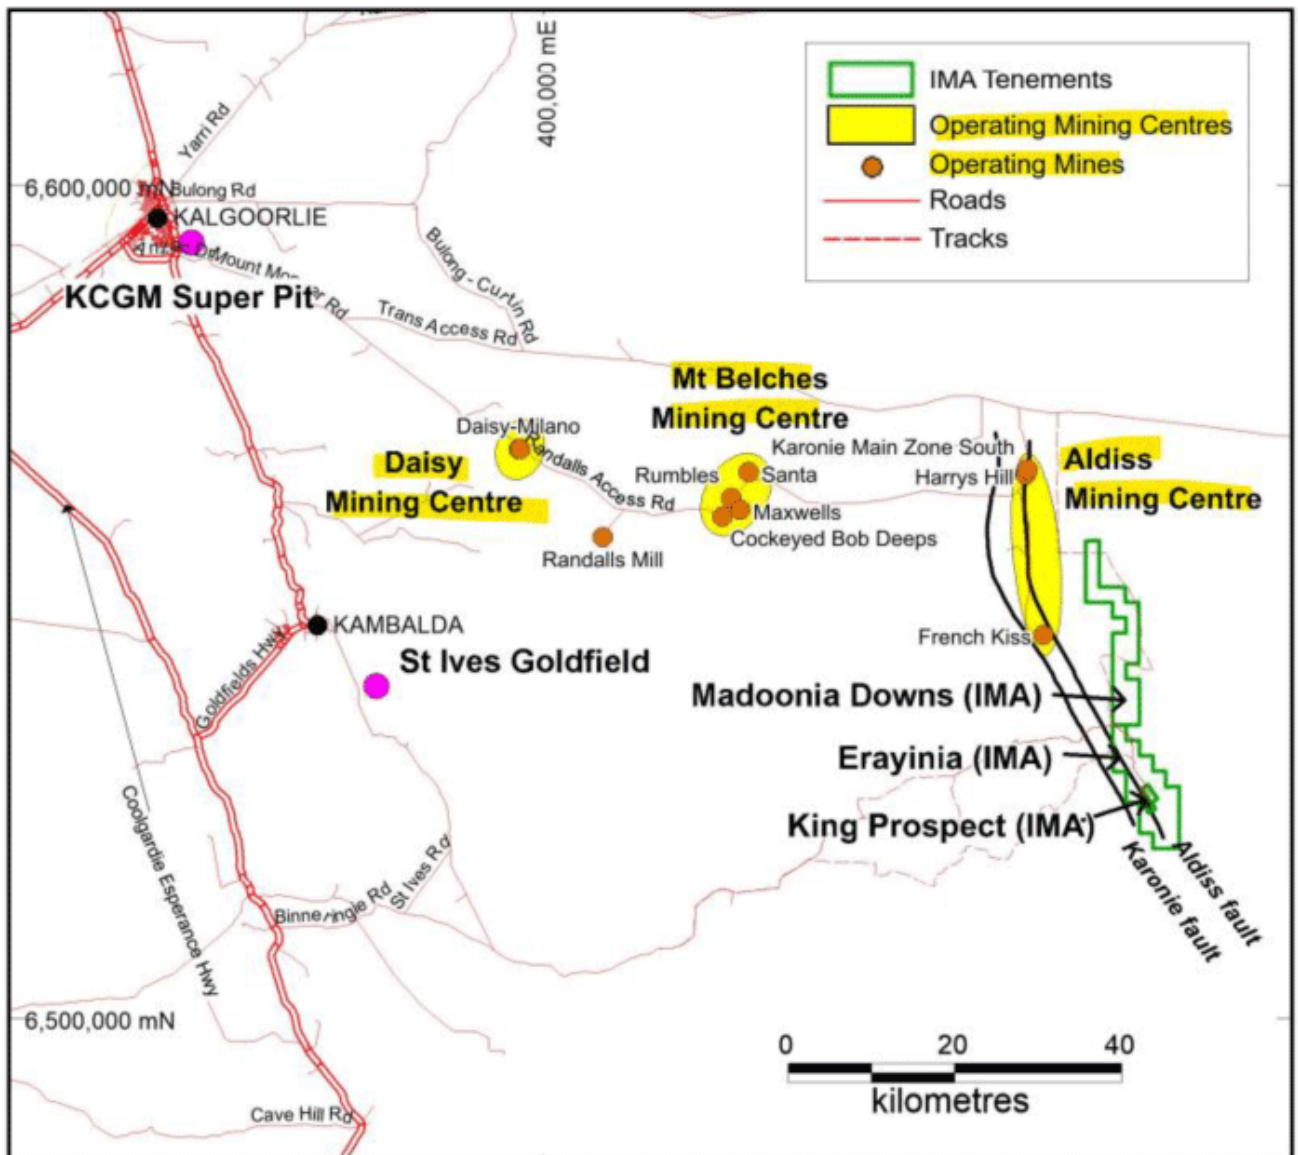 400,000 mE
IMA Tenements
Operating Mining Centres
Operating Mines
Roads
Tracks
Yarri Rd
6,600,000 mN
Bulong Rd
KALGOORLIE
KCGM Super Pit
Bulong - Curtin Rd
Trans Access Rd
Mt Belches
Mining Centre
Daisy-Milano
Daisy
Mining Centre
Randalls Access Rd
Karonie Main Zone South
Rumbles
Santa
Harrys Hill
Aldiss
Mining Centre
Maxwells
Cockeyed Bob Deeps
Randalls Mill
KAMBALDA
French Kiss
St Ives Goldfield
Goldfields Hwy
Madoonia Downs (IMA)
Erayinia (IMA)
King Prospect (IMA)
Coolgardie Esperance Hwy
St Ives Rd
Binneringie Rd
Karonie fault
Aldiss fault
6,500,000 mN
0 20 40
kilometres
Cave Hill Rd